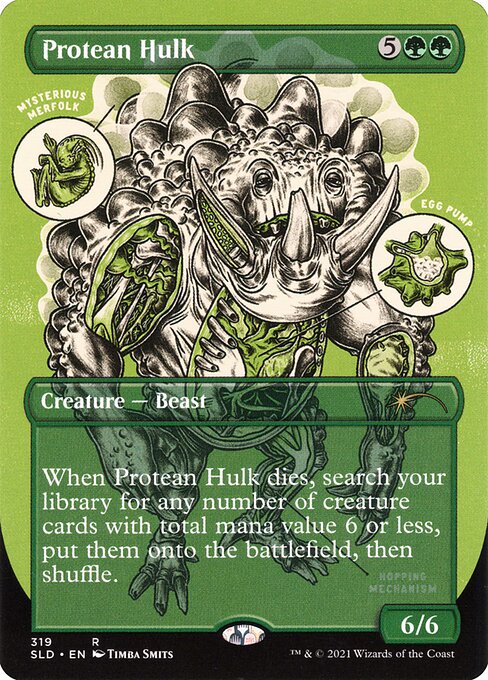 Protean Hulk 5
MYSTERIOUS
MERFOLK
EGG PUMP
Creature — Beast
When Protean Hulk dies, search your
library for any number of creature
cards with total mana value 6 or less,
put them onto the battlefield, then
shuffle.
HOPPING
MECHANISM
6/6
319 R
SLD • EN Timba Smits
™ & © 2021 Wizards of the Coast